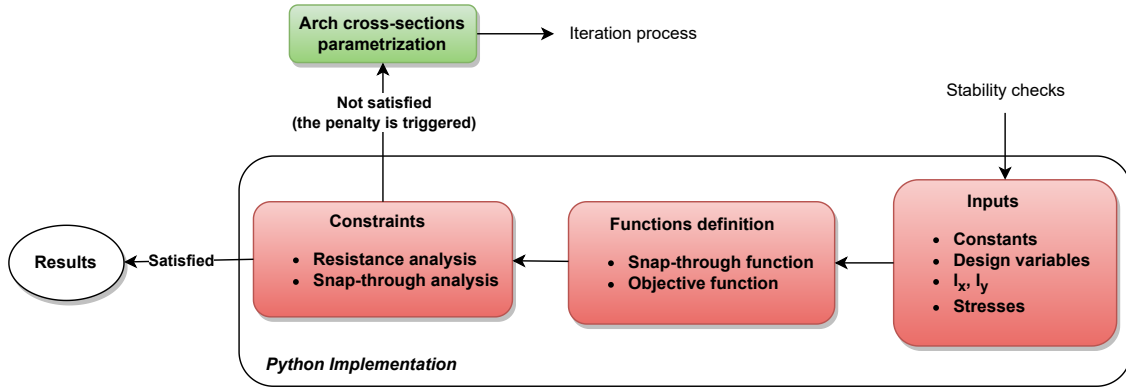 Arch cross-sections
parametrization
Iteration process
Not satisfied
(the penalty is triggered)
Stability checks
Results
Satisfied
Constraints
• Resistance analysis
• Snap-through analysis
Functions definition
• Snap-through function
• Objective function
Inputs
• Constants
• Design variables
• Ix, Iy
• Stresses
Python Implementation